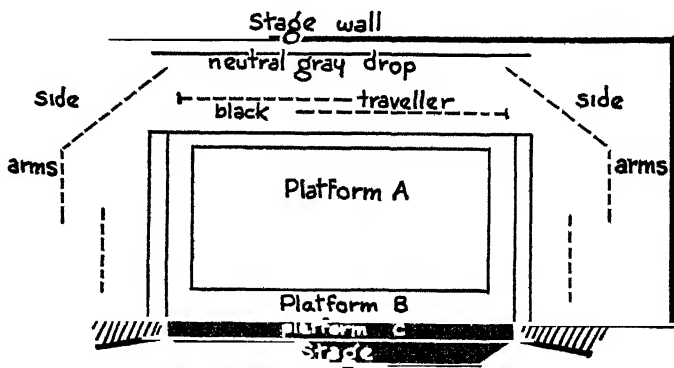 Stage wall
neutral gray drop
side
side
traveller
black
arms
arms
Platform A
Platform B
platform C
Stage